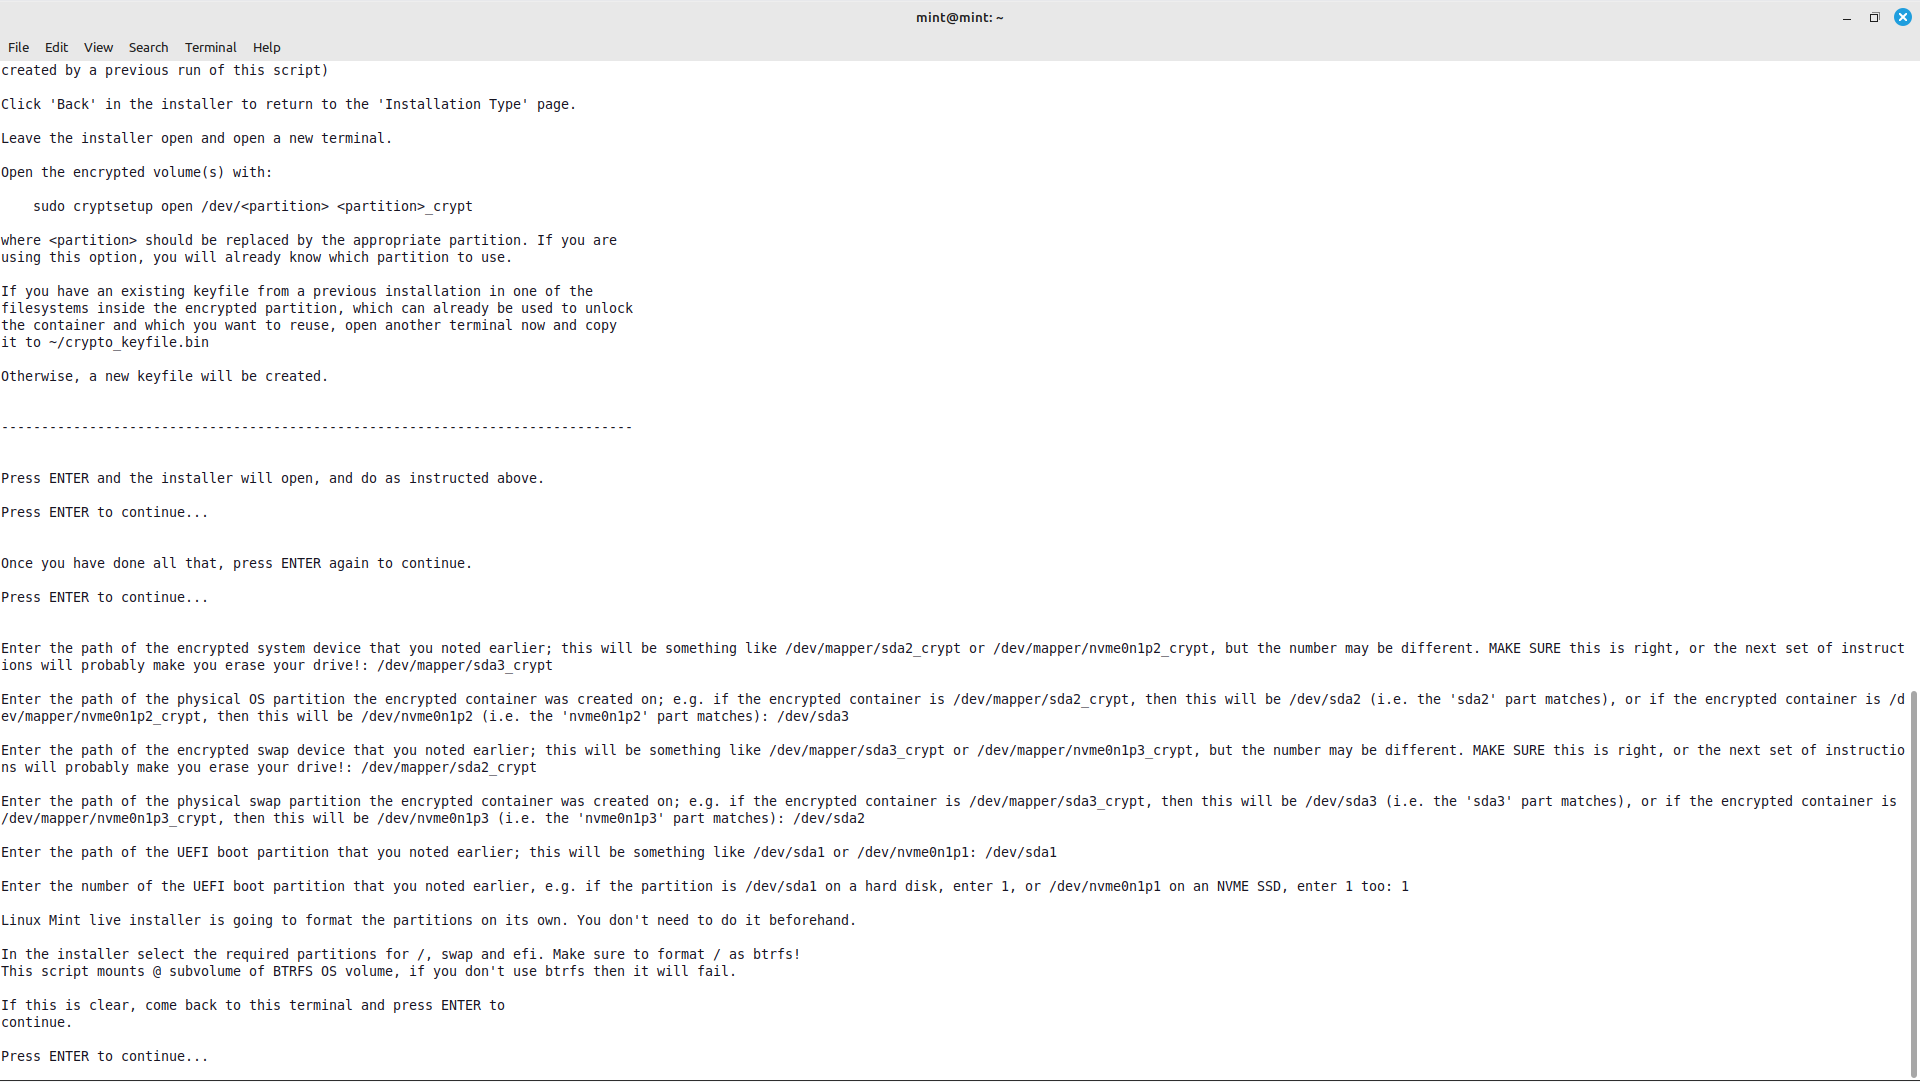 mint@mint: ~
File Edit View Search Terminal Help
created by a previous run of this script)
Click 'Back' in the installer to return to the 'Installation Type' page.
Leave the installer open and open a new terminal.
Open the encrypted volume(s) with:
sudo cryptsetup open /dev/<partition> <partition>_crypt
where <partition> should be replaced by the appropriate partition. If you are
using this option, you will already know which partition to use.
If you have an existing keyfile from a previous installation in one of the
filesystems inside the encrypted partition, which can already be used to unlock
the container and which you want to reuse, open another terminal now and copy
it to ~/crypto_keyfile.bin
Otherwise, a new keyfile will be created.
-------------------------------------------------------------------------------
Press ENTER and the installer will open, and do as instructed above.
Press ENTER to continue...
Once you have done all that, press ENTER again to continue.
Press ENTER to continue...
Enter the path of the encrypted system device that you noted earlier; this will be something like /dev/mapper/sda2_crypt or /dev/mapper/nvme0n1p2_crypt, but the number may be different. MAKE SURE this is right, or the next set of instruct
ions will probably make you erase your drive!: /dev/mapper/sda3_crypt
Enter the path of the physical OS partition the encrypted container was created on; e.g. if the encrypted container is /dev/mapper/sda2_crypt, then this will be /dev/sda2 (i.e. the 'sda2' part matches), or if the encrypted container is /d
ev/mapper/nvme0n1p2_crypt, then this will be /dev/nvme0n1p2 (i.e. the 'nvme0n1p2' part matches): /dev/sda3
Enter the path of the encrypted swap device that you noted earlier; this will be something like /dev/mapper/sda3_crypt or /dev/mapper/nvme0n1p3_crypt, but the number may be different. MAKE SURE this is right, or the next set of instructio
ns will probably make you erase your drive!: /dev/mapper/sda2_crypt
Enter the path of the physical swap partition the encrypted container was created on; e.g. if the encrypted container is /dev/mapper/sda3_crypt, then this will be /dev/sda3 (i.e. the 'sda3' part matches), or if the encrypted container is
/dev/mapper/nvme0n1p3_crypt, then this will be /dev/nvme0n1p3 (i.e. the 'nvme0n1p3' part matches): /dev/sda2
Enter the path of the UEFI boot partition that you noted earlier; this will be something like /dev/sda1 or /dev/nvme0n1p1: /dev/sda1
Enter the number of the UEFI boot partition that you noted earlier, e.g. if the partition is /dev/sda1 on a hard disk, enter 1, or /dev/nvme0n1p1 on an NVME SSD, enter 1 too: 1
Linux Mint live installer is going to format the partitions on its own. You don't need to do it beforehand.
In the installer select the required partitions for /, swap and efi. Make sure to format / as btrfs!
This script mounts @ subvolume of BTRFS OS volume, if you don't use btrfs then it will fail.
If this is clear, come back to this terminal and press ENTER to
continue.
Press ENTER to continue...